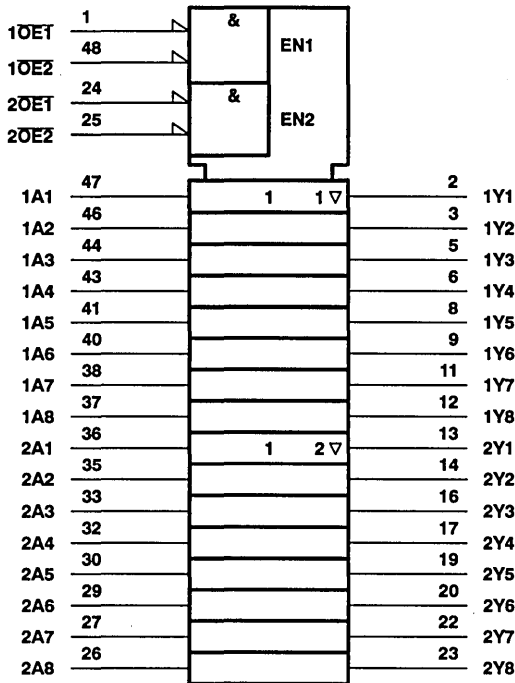 1OE1 1 & EN1
1OE2 48
2OE1 24 & EN2
2OE2 25
1A1 47 1 1 ▽ 2 1Y1
1A2 46 3 1Y2
1A3 44 5 1Y3
1A4 43 6 1Y4
1A5 41 8 1Y5
1A6 40 9 1Y6
1A7 38 11 1Y7
1A8 37 12 1Y8
2A1 36 1 2 ▽ 13 2Y1
2A2 35 14 2Y2
2A3 33 16 2Y3
2A4 32 17 2Y4
2A5 30 19 2Y5
2A6 29 20 2Y6
2A7 27 22 2Y7
2A8 26 23 2Y8